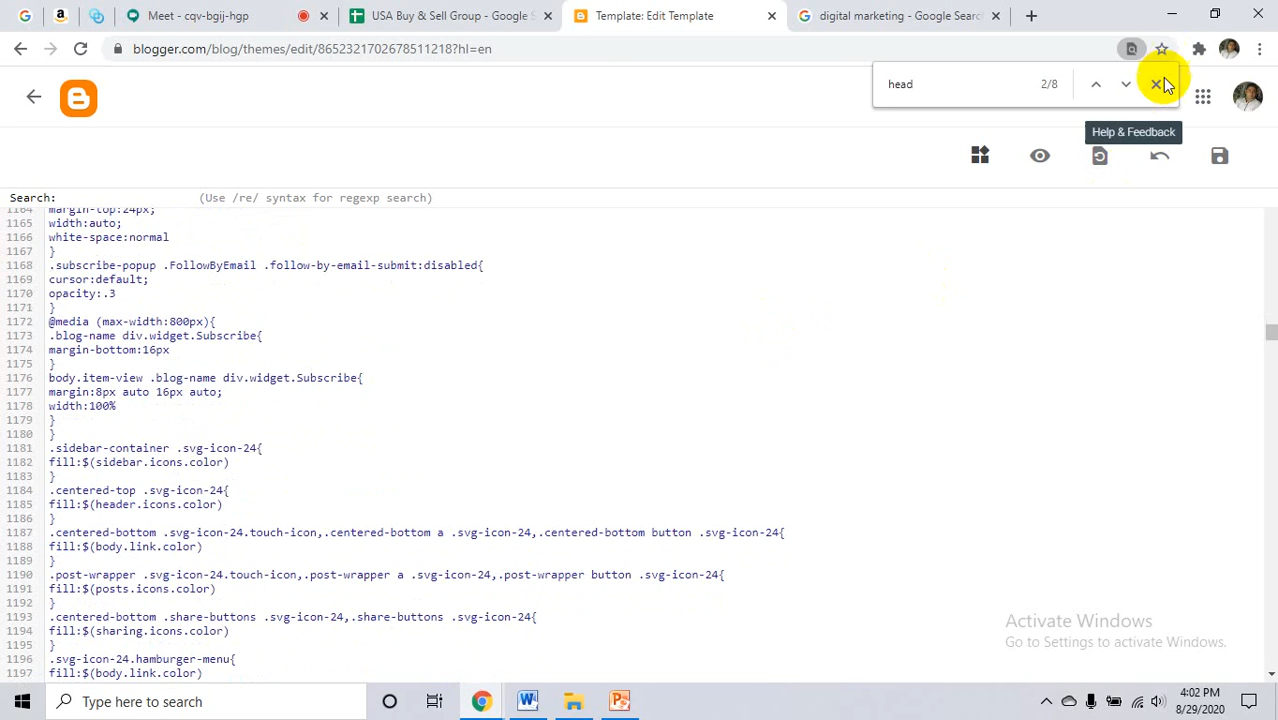 Meet - cqv-bgij-hgp
USA Buy & Sell Group - Google S
Template: Edit Template
digital marketing - Google Searc
blogger.com/blog/themes/edit/8652321702678511218?hl=en
head 2/8
Help & Feedback
Search: (Use /re/ syntax for regexp search)
1164 margin-top:24px;
1165 width:auto;
1166 white-space:normal
1167 }
1168 .subscribe-popup .FollowByEmail .follow-by-email-submit:disabled{
1169 cursor:default;
1170 opacity:.3
1171 }
1172 @media (max-width:800px){
1173 .blog-name div.widget.Subscribe{
1174 margin-bottom:16px
1175 }
1176 body.item-view .blog-name div.widget.Subscribe{
1177 margin:8px auto 16px auto;
1178 width:100%
1179 }
1180 }
1181 .sidebar-container .svg-icon-24{
1182 fill:$(sidebar.icons.color)
1183 }
1184 .centered-top .svg-icon-24{
1185 fill:$(header.icons.color)
1186 }
1187 .centered-bottom .svg-icon-24.touch-icon,.centered-bottom a .svg-icon-24,.centered-bottom button .svg-icon-24{
1188 fill:$(body.link.color)
1189 }
1190 .post-wrapper .svg-icon-24.touch-icon,.post-wrapper a .svg-icon-24,.post-wrapper button .svg-icon-24{
1191 fill:$(posts.icons.color)
1192 }
1193 .centered-bottom .share-buttons .svg-icon-24,.share-buttons .svg-icon-24{
1194 fill:$(sharing.icons.color)
1195 }
1196 .svg-icon-24.hamburger-menu{
1197 fill:$(body.link.color)
Activate Windows
Go to Settings to activate Windows.
Type here to search
4:02 PM
8/29/2020